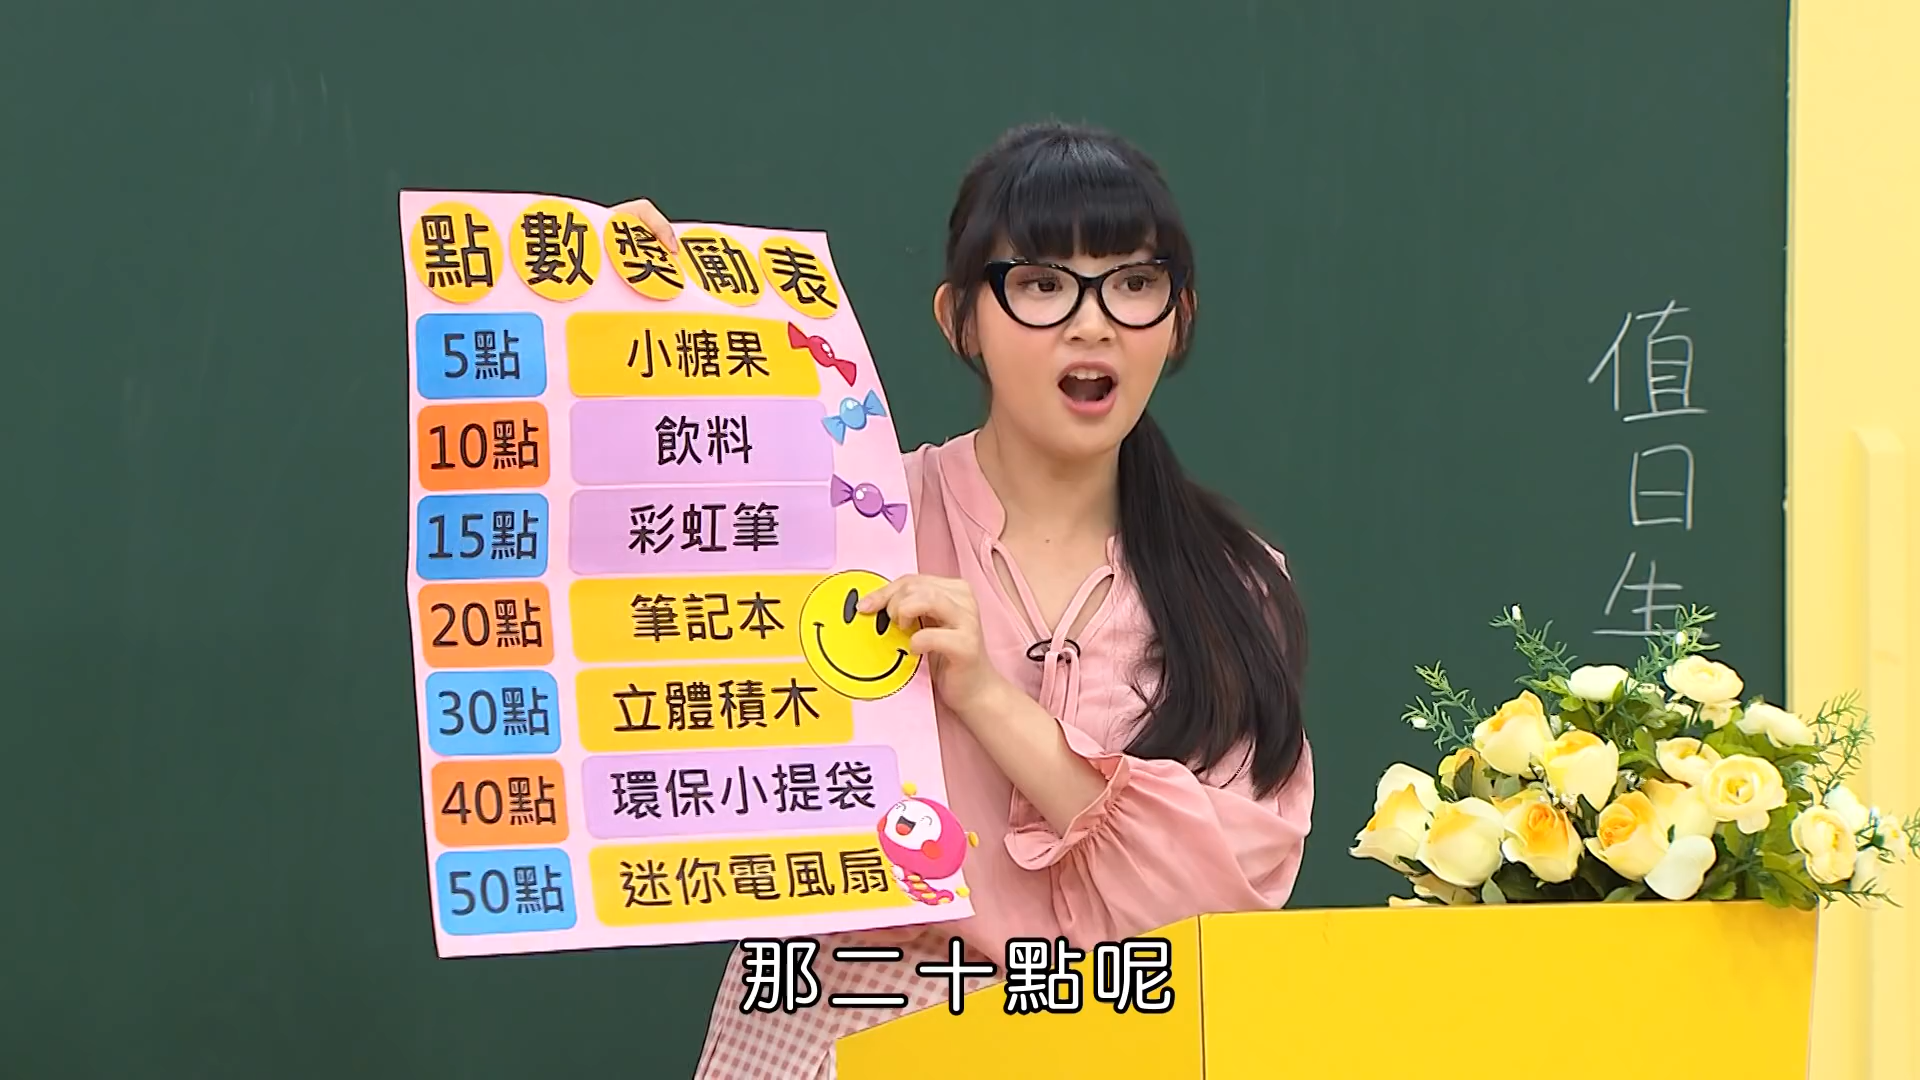 點數獎勵表
5點 小糖果
10點 飲料
15點 彩虹筆
20點 筆記本
30點 立體積木
40點 環保小提袋
50點 迷你電風扇
值日生
那二十點呢